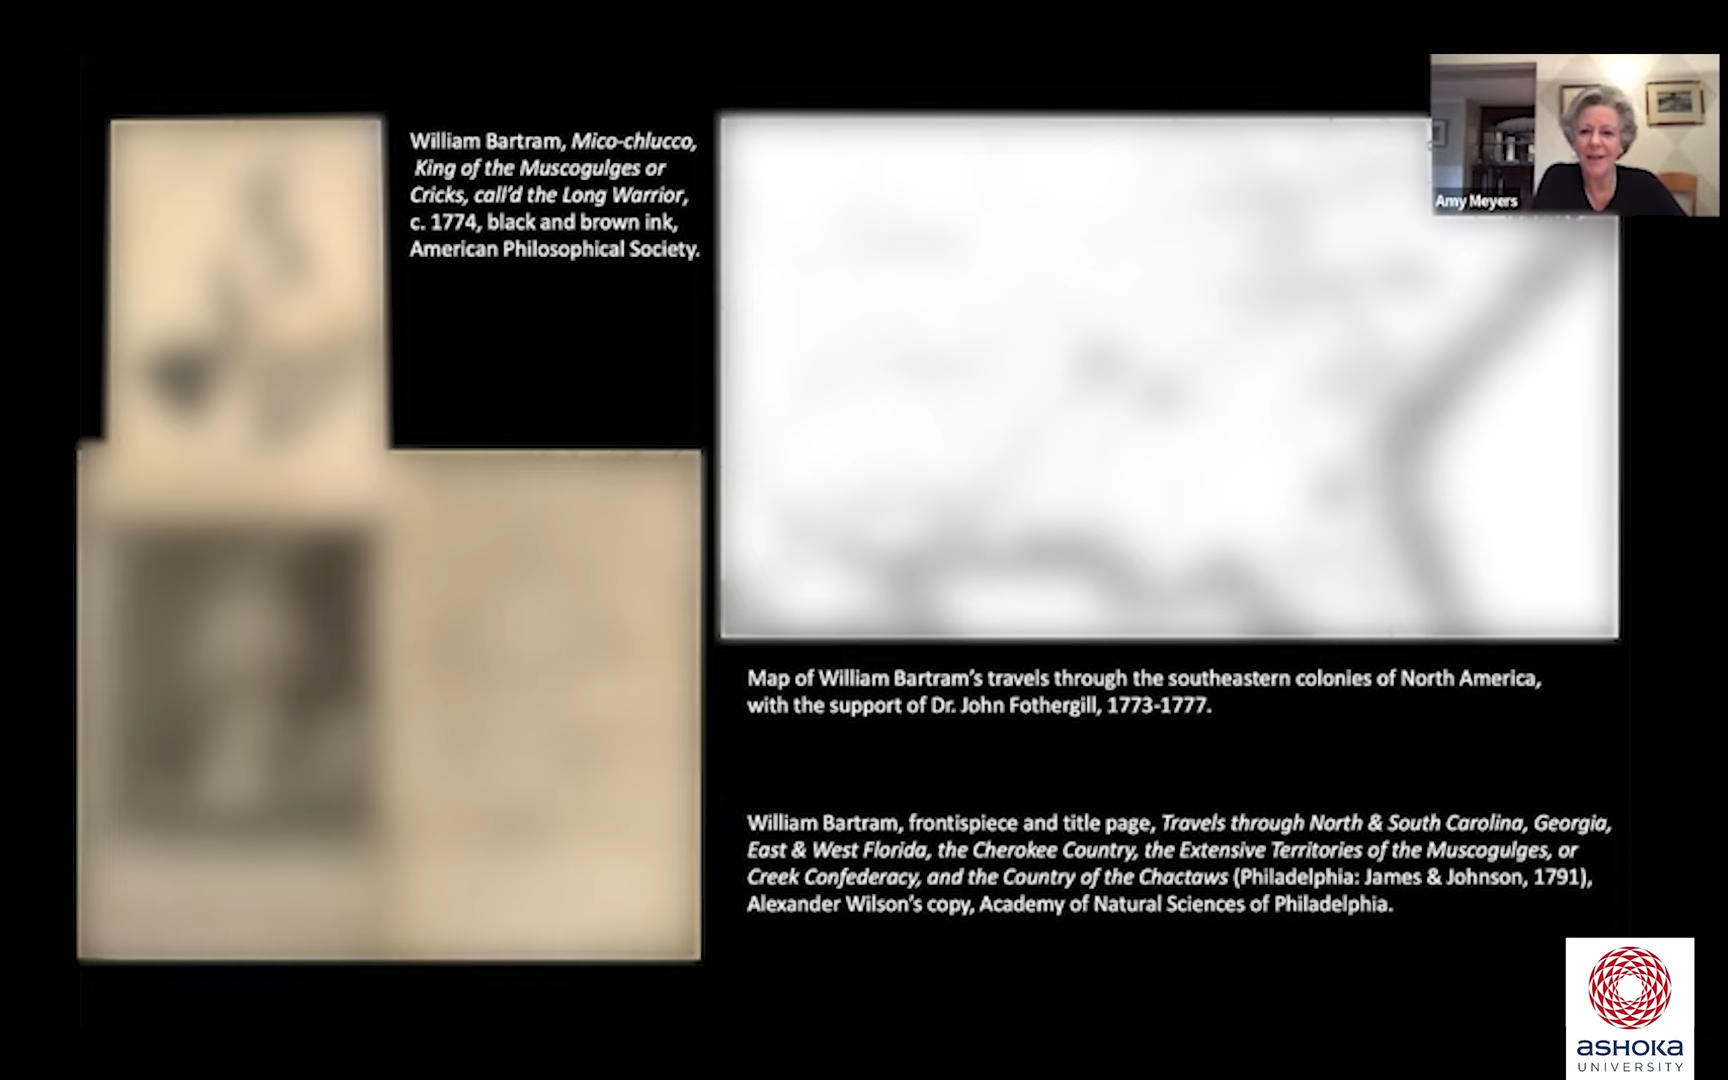 William Bartram, Mico-chlucco,
King of the Muscogulges or
Cricks, call'd the Long Warrior,
c. 1774, black and brown ink,
American Philosophical Society.
Amy Meyers
Map of William Bartram's travels through the southeastern colonies of North America,
with the support of Dr. John Fothergill, 1773-1777.
William Bartram, frontispiece and title page, Travels through North & South Carolina, Georgia,
East & West Florida, the Cherokee Country, the Extensive Territories of the Muscogulges, or
Creek Confederacy, and the Country of the Chactaws (Philadelphia: James & Johnson, 1791),
Alexander Wilson's copy, Academy of Natural Sciences of Philadelphia.
ASHOKA
UNIVERSITY